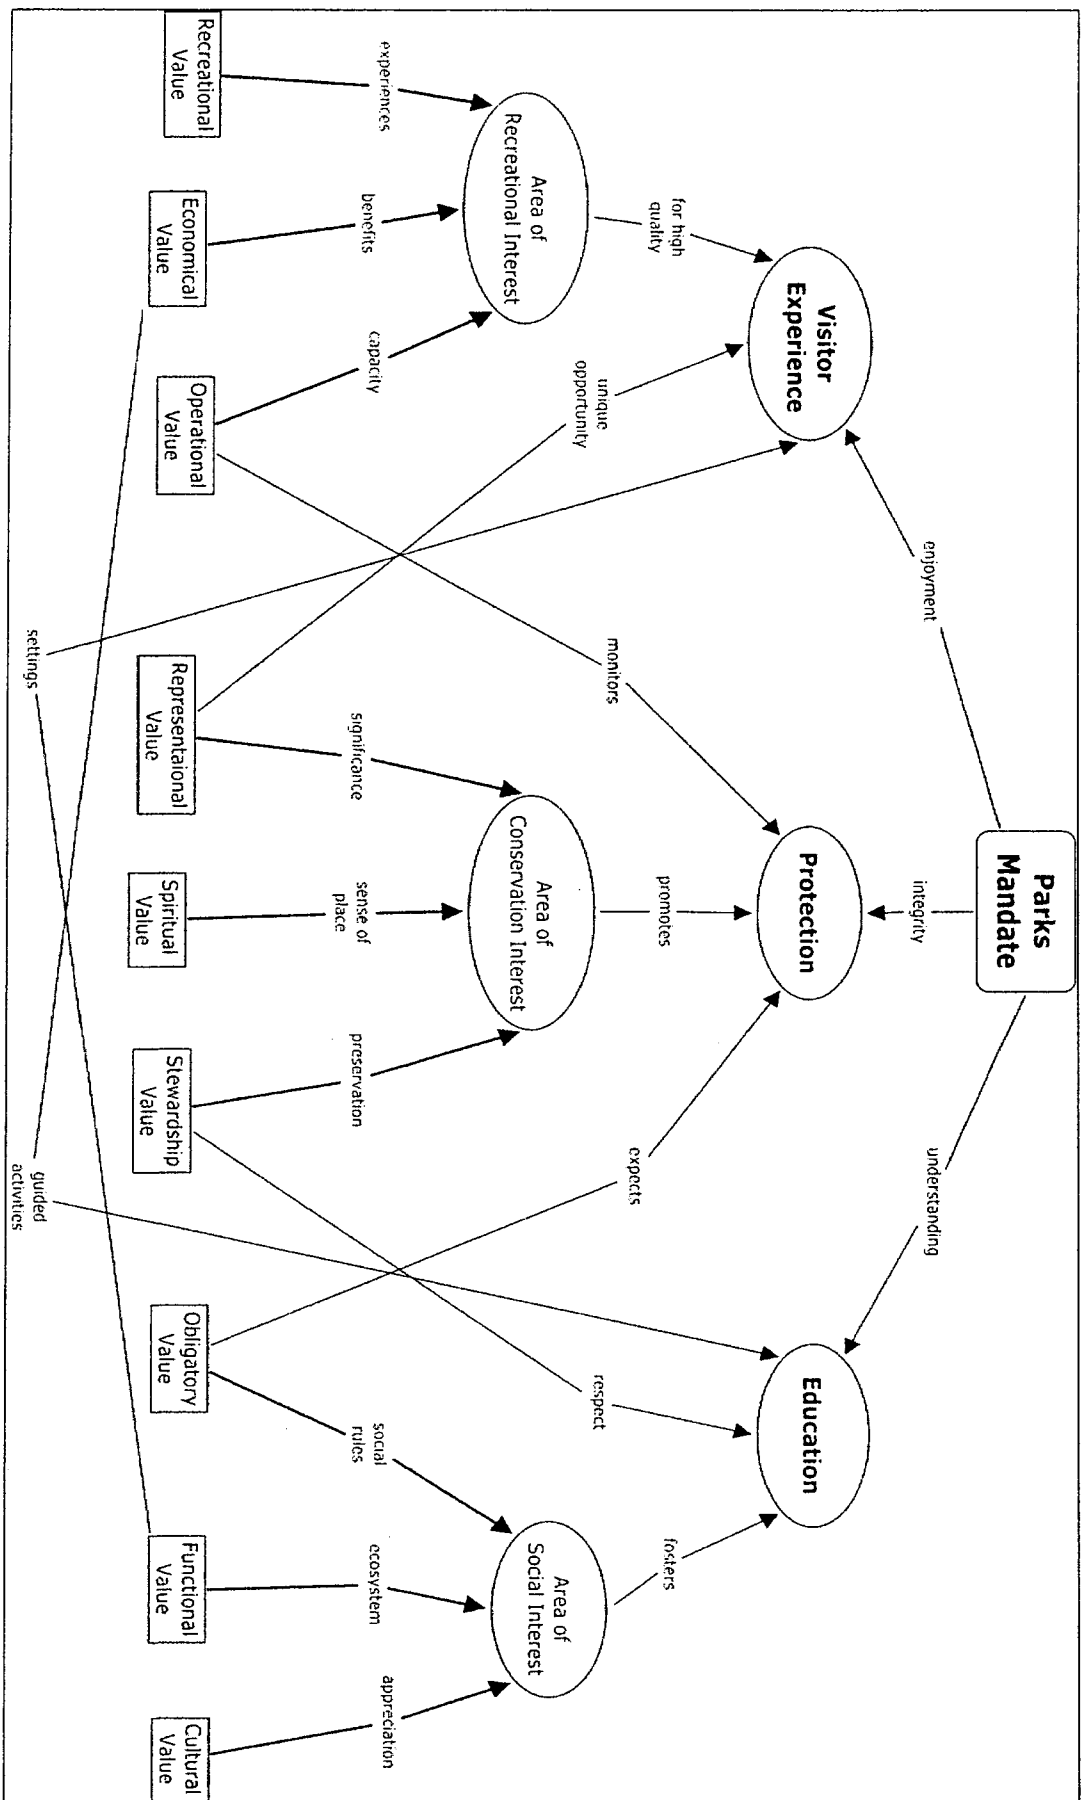 Parks
Mandate
enjoyment
integrity
understanding
Visitor
Experience
Protection
Education
for high
quality
unique
opportunity
monitors
promotes
expects
respect
fosters
Area of
Recreational Interest
Area of
Conservation Interest
Area of
Social Interest
experiences
benefits
capacity
significance
sense of
place
preservation
social
rules
ecosystem
appreciation
Recreational
Value
Economical
Value
Operational
Value
Representaional
Value
Spiritual
Value
Stewardship
Value
Obligatory
Value
Functional
Value
Cultural
Value
settings
guided
activities